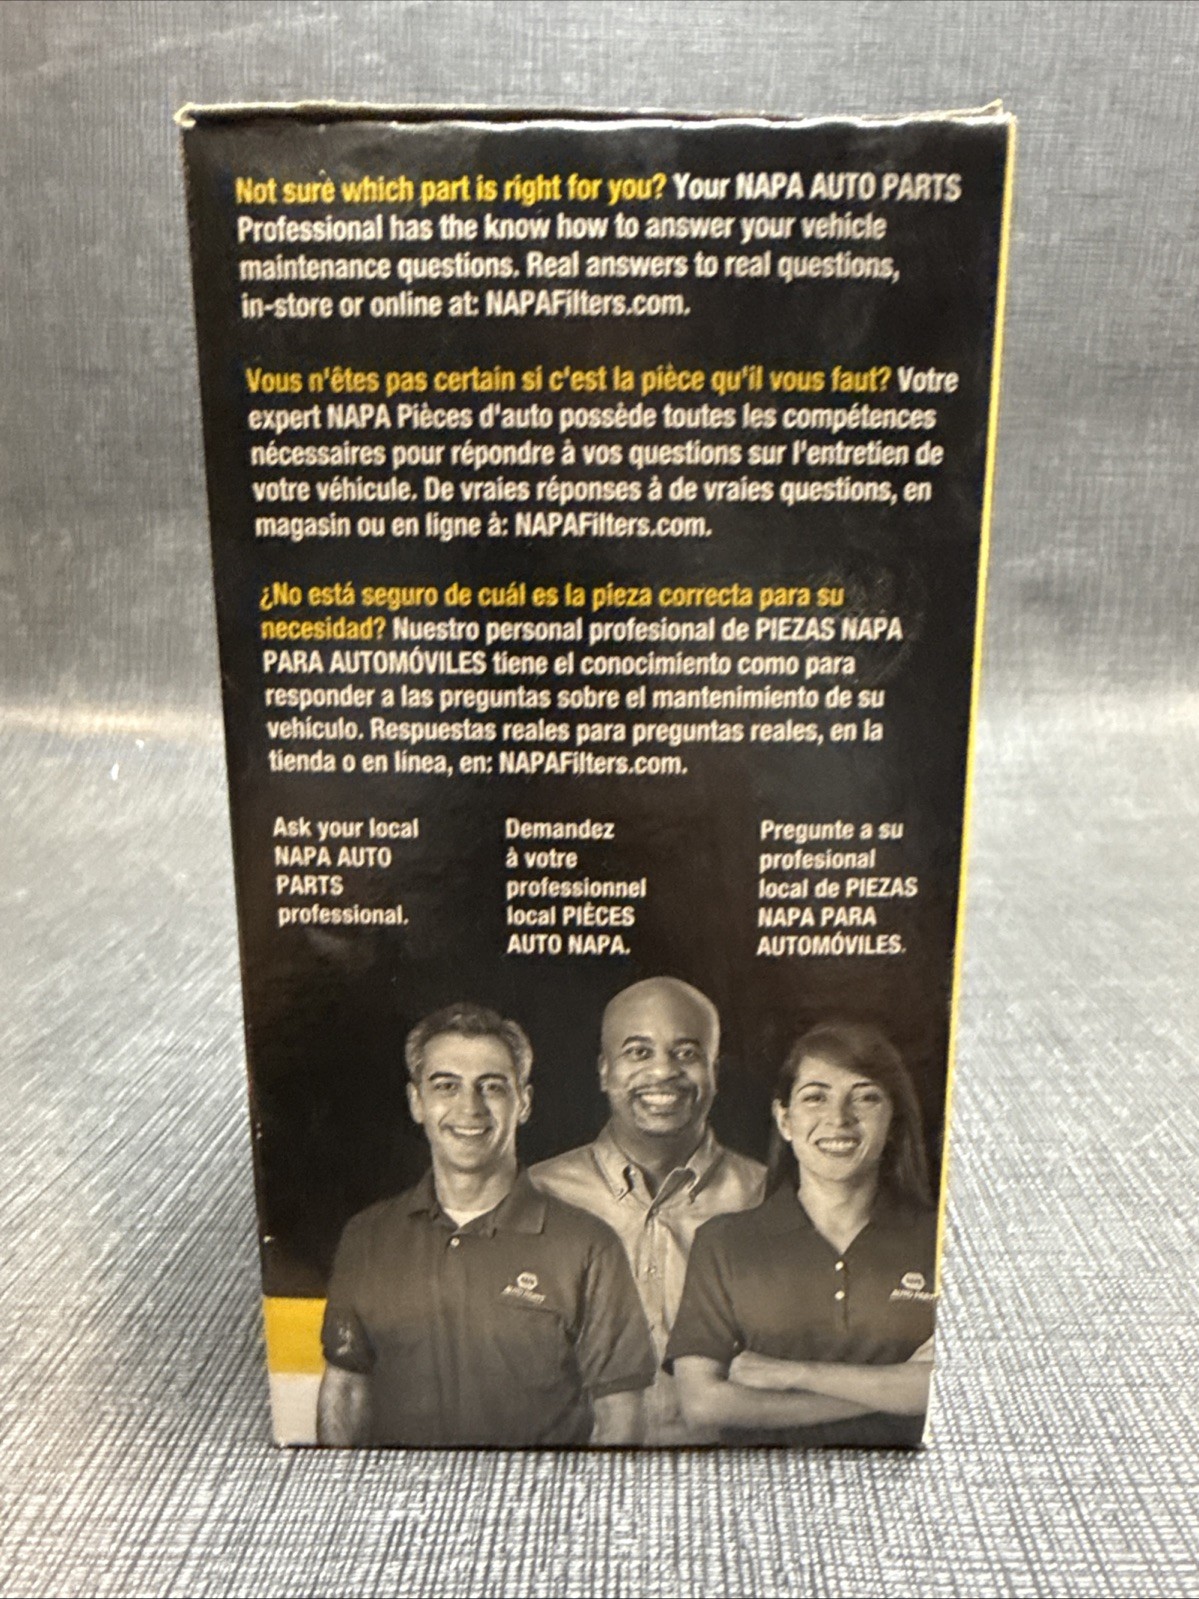 Not sure which part is right for you? Your NAPA AUTO PARTS
Professional has the know how to answer your vehicle
maintenance questions. Real answers to real questions,
in-store or online at: NAPAFilters.com.
Vous n'êtes pas certain si c'est la pièce qu'il vous faut? Votre
expert NAPA Pièces d'auto possède toutes les compétences
nécessaires pour répondre à vos questions sur l'entretien de
votre véhicule. De vraies réponses à de vraies questions, en
magasin ou en ligne à: NAPAFilters.com.
¿No está seguro de cuál es la pieza correcta para su
necesidad? Nuestro personal profesional de PIEZAS NAPA
PARA AUTOMÓVILES tiene el conocimiento como para
responder a las preguntas sobre el mantenimiento de su
vehículo. Respuestas reales para preguntas reales, en la
tienda o en línea, en: NAPAFilters.com.
Ask your local
NAPA AUTO
PARTS
professional.
Demandez
à votre
professionnel
local PIÈCES
AUTO NAPA.
Pregunte a su
profesional
local de PIEZAS
NAPA PARA
AUTOMÓVILES.
NAPA
AUTO PARTS
NAPA
AUTO PARTS